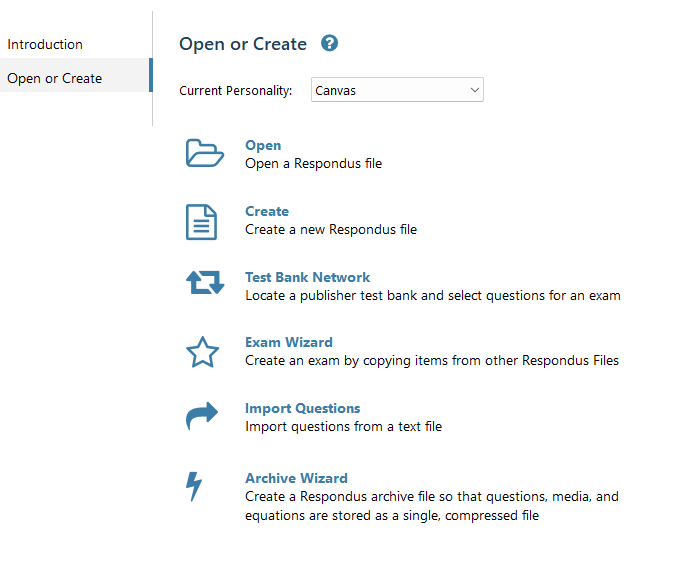 Introduction
Open or Create
Open or Create ?
Current Personality: Canvas
Open
Open a Respondus file
Create
Create a new Respondus file
Test Bank Network
Locate a publisher test bank and select questions for an exam
Exam Wizard
Create an exam by copying items from other Respondus Files
Import Questions
Import questions from a text file
Archive Wizard
Create a Respondus archive file so that questions, media, and
equations are stored as a single, compressed file